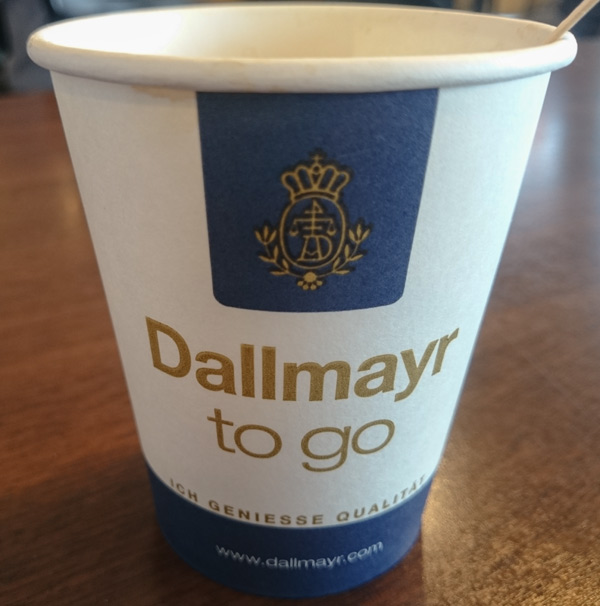 Dallmayr
to go
ICH GENIESSE QUALITÄT
www.dallmayr.com